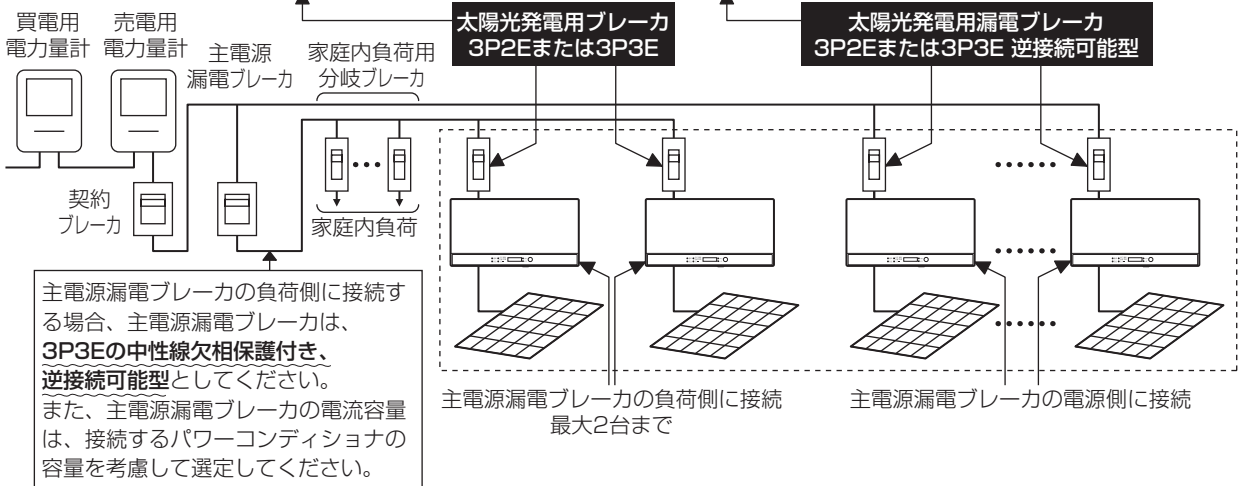 買電用
電力量計
売電用
電力量計
主電源
漏電ブレーカ
家庭内負荷用
分岐ブレーカ
太陽光発電用ブレーカ
3P2Eまたは3P3E
太陽光発電用漏電ブレーカ
3P2Eまたは3P3E 逆接続可能型
契約
ブレーカ
家庭内負荷
主電源漏電ブレーカの負荷側に接続す
る場合、主電源漏電ブレーカは、
3P3Eの中性線欠相保護付き、
逆接続可能型としてください。
また、主電源漏電ブレーカの電流容量
は、接続するパワーコンディショナの
容量を考慮して選定してください。
主電源漏電ブレーカの負荷側に接続
最大2台まで
主電源漏電ブレーカの電源側に接続